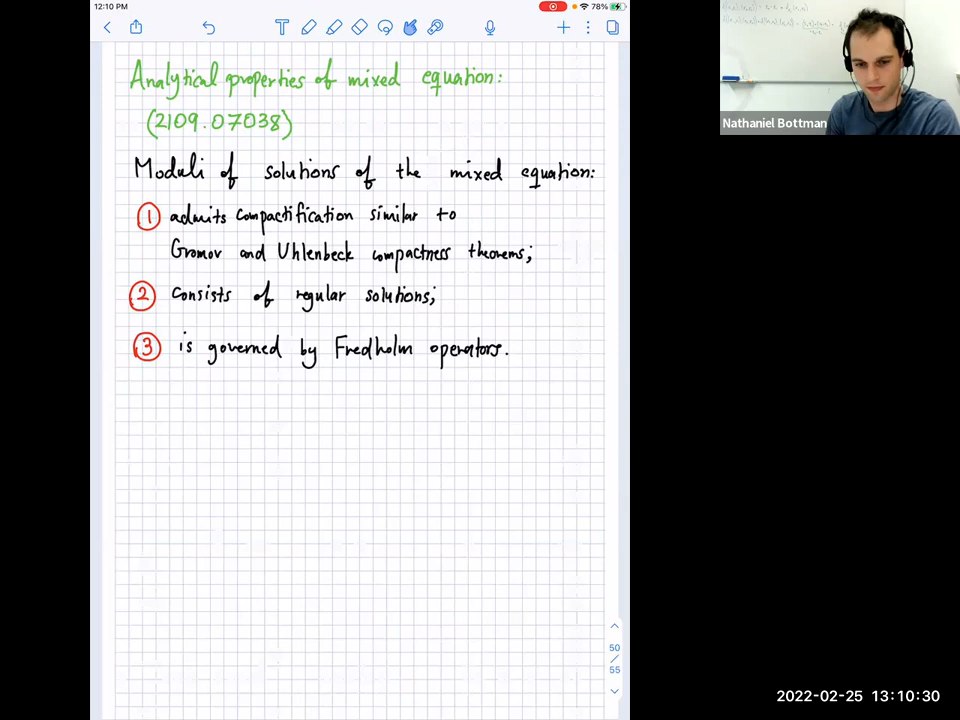 12:10 PM
78%
Analytical properties of mixed equation:
(2109.07038)
Moduli of solutions of the mixed equation:
1 admits compactification similar to
Gromov and Uhlenbeck compactness theorems;
2 consists of regular solutions;
3 is governed by Fredholm operators.
50
/
55
Nathaniel Bottman
2022-02-25 13:10:30